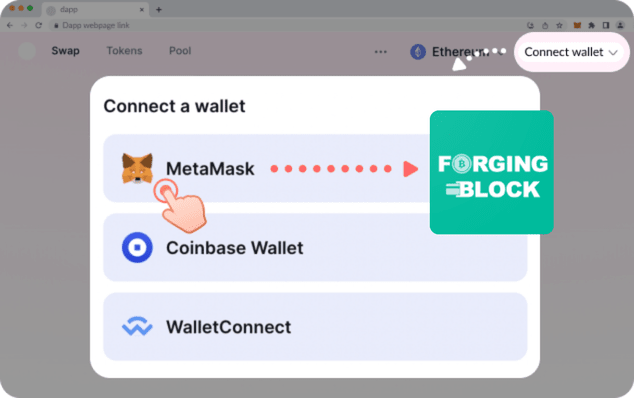 dapp
Dapp webpage link
Swap
Tokens
Pool
Ethereum
Connect wallet
Connect a wallet
MetaMask
FORGING
BLOCK
Coinbase Wallet
WalletConnect